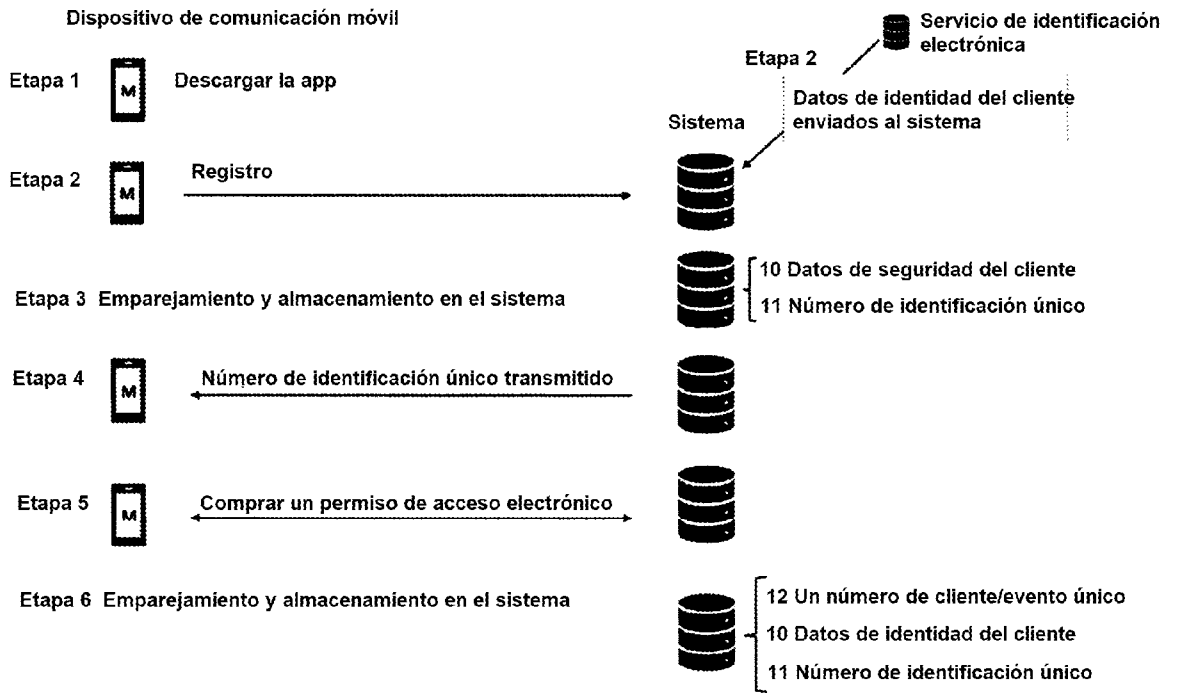 Dispositivo de comunicación móvil
Servicio de identificación
electrónica
Etapa 2
Etapa 1
M
Descargar la app
Datos de identidad del cliente
enviados al sistema
Sistema
Etapa 2
M
Registro
10 Datos de seguridad del cliente
Etapa 3 Emparejamiento y almacenamiento en el sistema
11 Número de identificación único
Etapa 4
M
Número de identificación único transmitido
Etapa 5
M
Comprar un permiso de acceso electrónico
Etapa 6 Emparejamiento y almacenamiento en el sistema
12 Un número de cliente/evento único
10 Datos de identidad del cliente
11 Número de identificación único